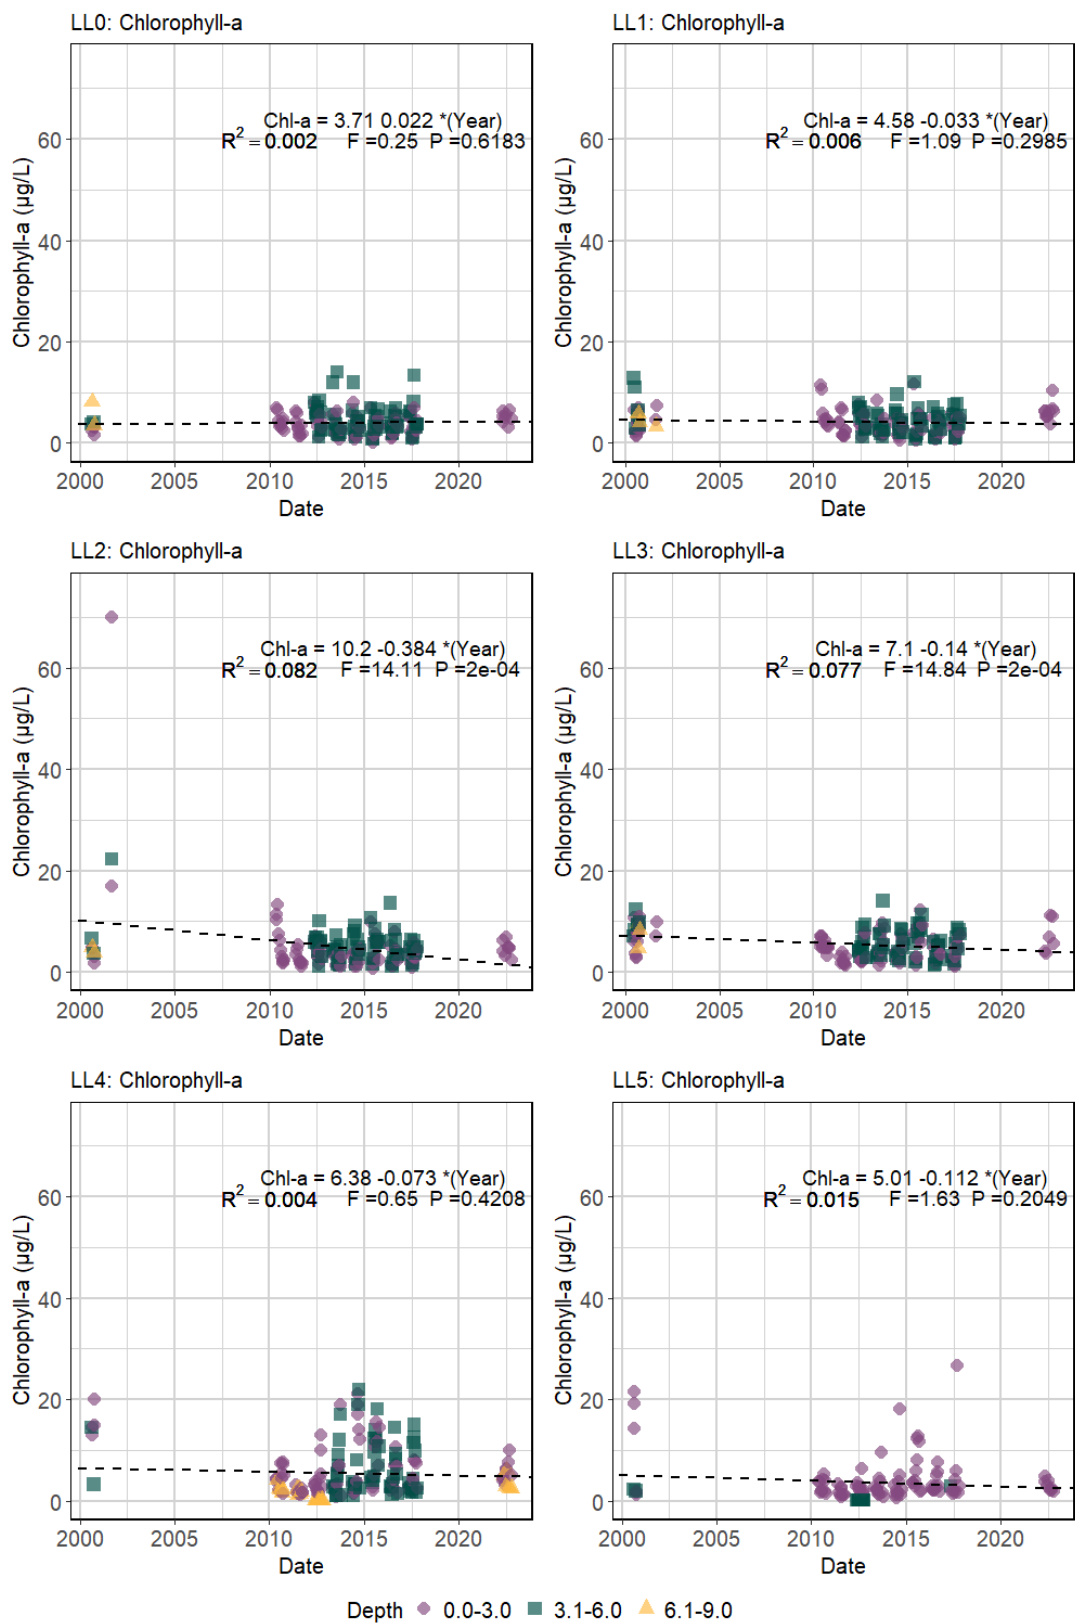 LL0: Chlorophyll-a
Chl-a = 3.71 0.022 *(Year)
R² = 0.002 F =0.25 P =0.6183
Chlorophyll-a (µg/L)
60
40
20
0
2000 2005 2010 2015 2020
Date
LL1: Chlorophyll-a
Chl-a = 4.58 -0.033 *(Year)
R² = 0.006 F =1.09 P =0.2985
Chlorophyll-a (µg/L)
60
40
20
0
2000 2005 2010 2015 2020
Date
LL2: Chlorophyll-a
Chl-a = 10.2 -0.384 *(Year)
R² = 0.082 F =14.11 P =2e-04
Chlorophyll-a (µg/L)
60
40
20
0
2000 2005 2010 2015 2020
Date
LL3: Chlorophyll-a
Chl-a = 7.1 -0.14 *(Year)
R² = 0.077 F =14.84 P =2e-04
Chlorophyll-a (µg/L)
60
40
20
0
2000 2005 2010 2015 2020
Date
LL4: Chlorophyll-a
Chl-a = 6.38 -0.073 *(Year)
R² = 0.004 F =0.65 P =0.4208
Chlorophyll-a (µg/L)
60
40
20
0
2000 2005 2010 2015 2020
Date
LL5: Chlorophyll-a
Chl-a = 5.01 -0.112 *(Year)
R² = 0.015 F =1.63 P =0.2049
Chlorophyll-a (µg/L)
60
40
20
0
2000 2005 2010 2015 2020
Date
Depth 0.0-3.0 3.1-6.0 6.1-9.0